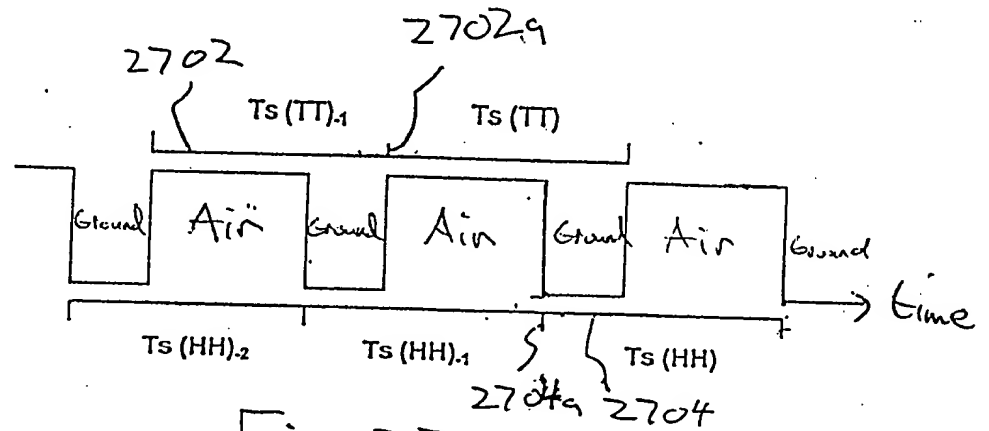 2702
2702a
Ts (TT)-1
Ts (TT)
Ground
Air
Ground
Air
Ground
Air
Ground
time
Ts (HH)-2
Ts (HH)-1
Ts (HH)
2704a
2704